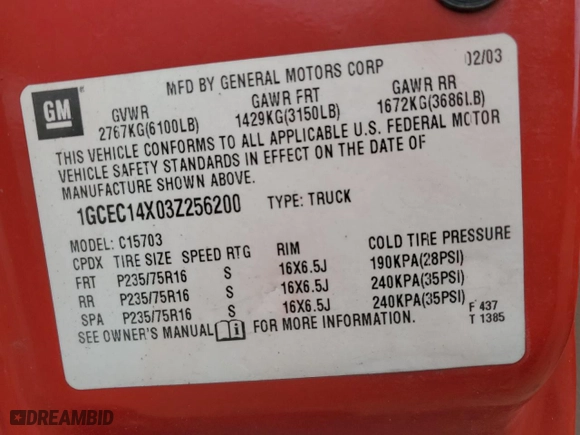 MFD BY GENERAL MOTORS CORP 02/03
GM
GVWR GAWR FRT GAWR RR
2767KG(6100LB) 1429KG(3150LB) 1672KG(3686LB)
THIS VEHICLE CONFORMS TO ALL APPLICABLE U.S. FEDERAL MOTOR
VEHICLE SAFETY STANDARDS IN EFFECT ON THE DATE OF
MANUFACTURE SHOWN ABOVE.
1GCEC14X03Z256200 TYPE: TRUCK
MODEL: C15703
CPDX TIRE SIZE SPEED RTG RIM COLD TIRE PRESSURE
FRT P235/75R16 S 16X6.5J 190KPA(28PSI)
RR P235/75R16 S 16X6.5J 240KPA(35PSI)
SPA P235/75R16 S 16X6.5J 240KPA(35PSI)
SEE OWNER'S MANUAL FOR MORE INFORMATION.
F 437
T 1385
DREAMBID